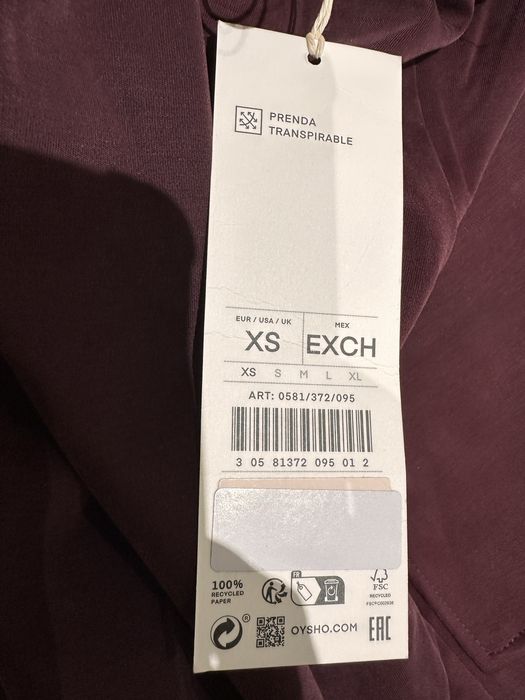 PRENDA
TRANSPIRABLE
EUR / USA / UK
MEX
XS
EXCH
XS S M L XL
ART: 0581/372/095
3 05 81372 095 01 2
100%
RECYCLED
PAPER
FR
FSC
RECYCLED
®
OYSHO.COM
EAC